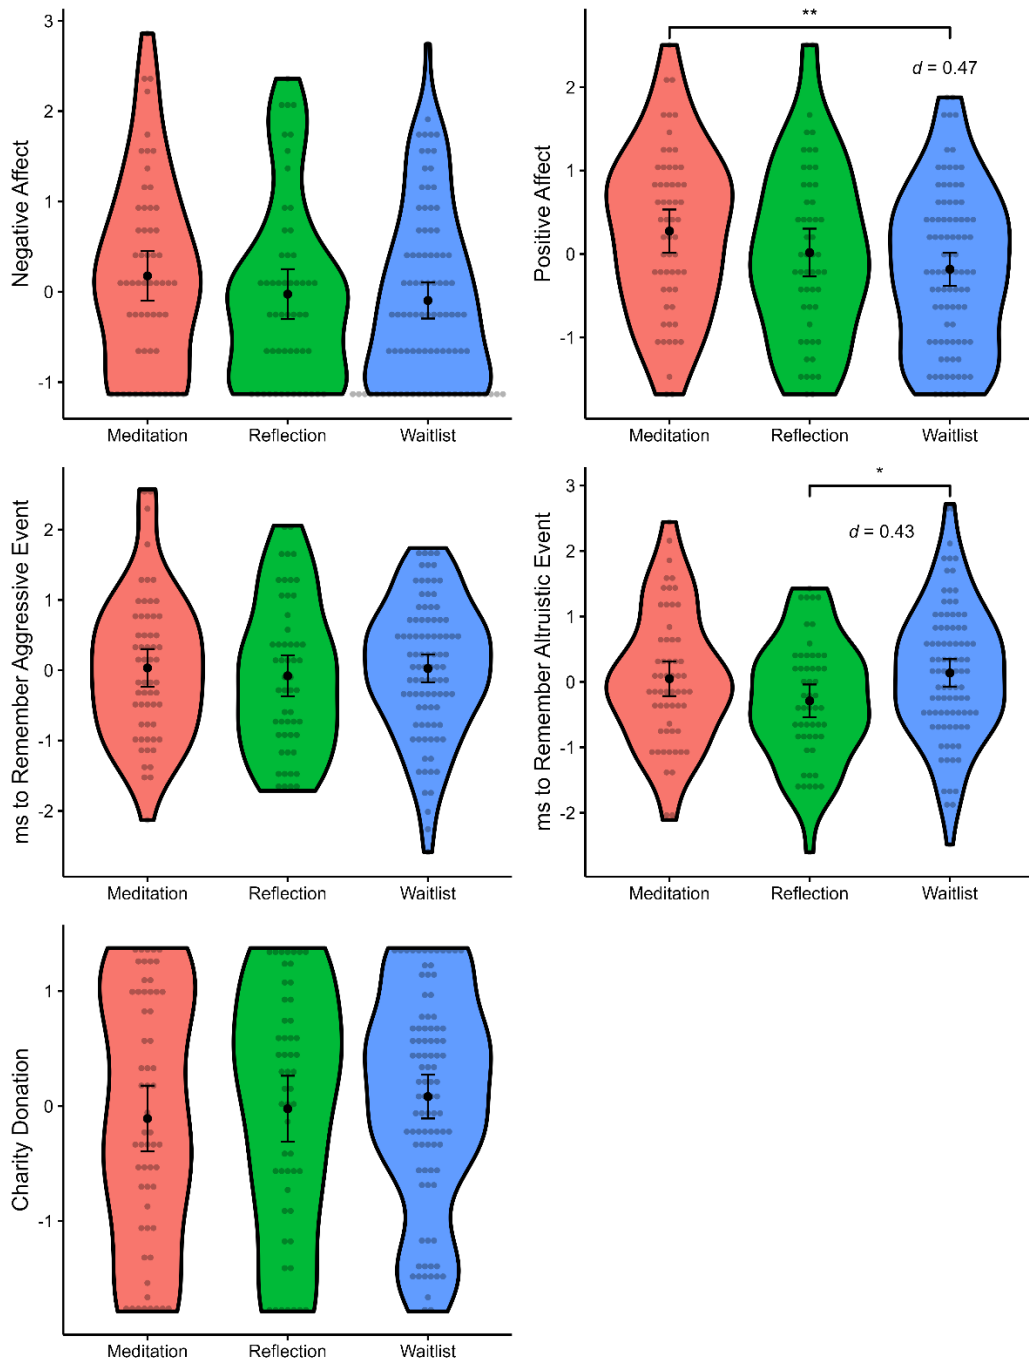 Negative Affect
3
2
1
0
-1
Meditation Reflection Waitlist
Positive Affect
**
d = 0.47
2
1
0
-1
Meditation Reflection Waitlist
ms to Remember Aggressive Event
2
1
0
-1
-2
Meditation Reflection Waitlist
ms to Remember Altruistic Event
*
d = 0.43
3
2
1
0
-1
-2
Meditation Reflection Waitlist
Charity Donation
1
0
-1
Meditation Reflection Waitlist